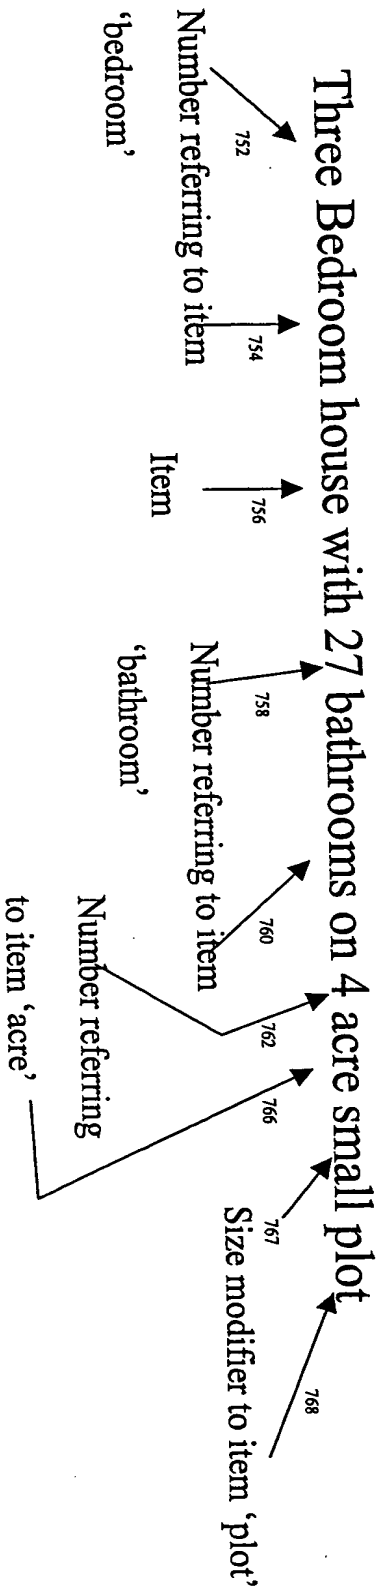 Three Bedroom house with 27 bathrooms on 4 acre small plot
752
754
756
758
760
762
766
767
768
Number referring to item
'bedroom'
Item
Number referring to item
'bathroom'
Number referring
to item 'acre'
Size modifier to item 'plot'